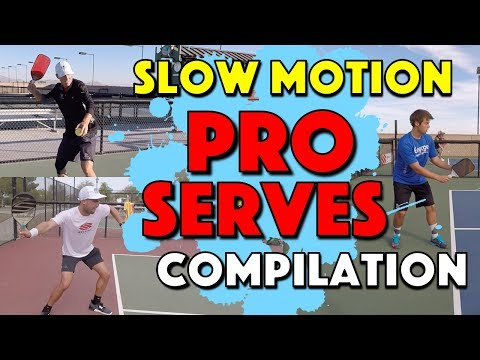 SLOW MOTION
PRO
SERVES
COMPILATION